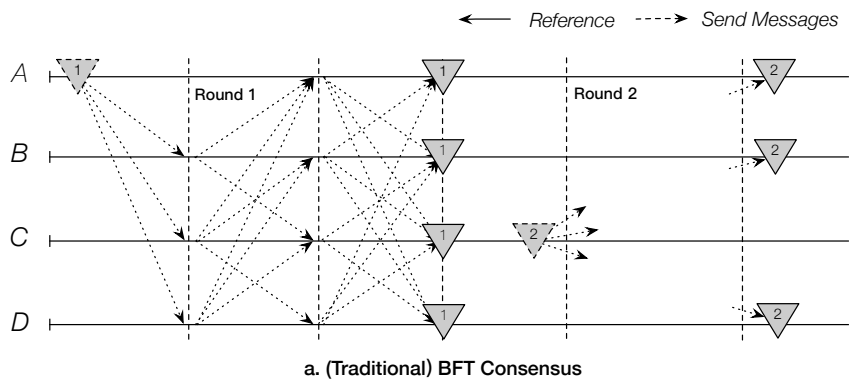 Reference Send Messages
A 1 1 2
Round 1 Round 2
B 1 2
C 1 2
D 1 2
a. (Traditional) BFT Consensus